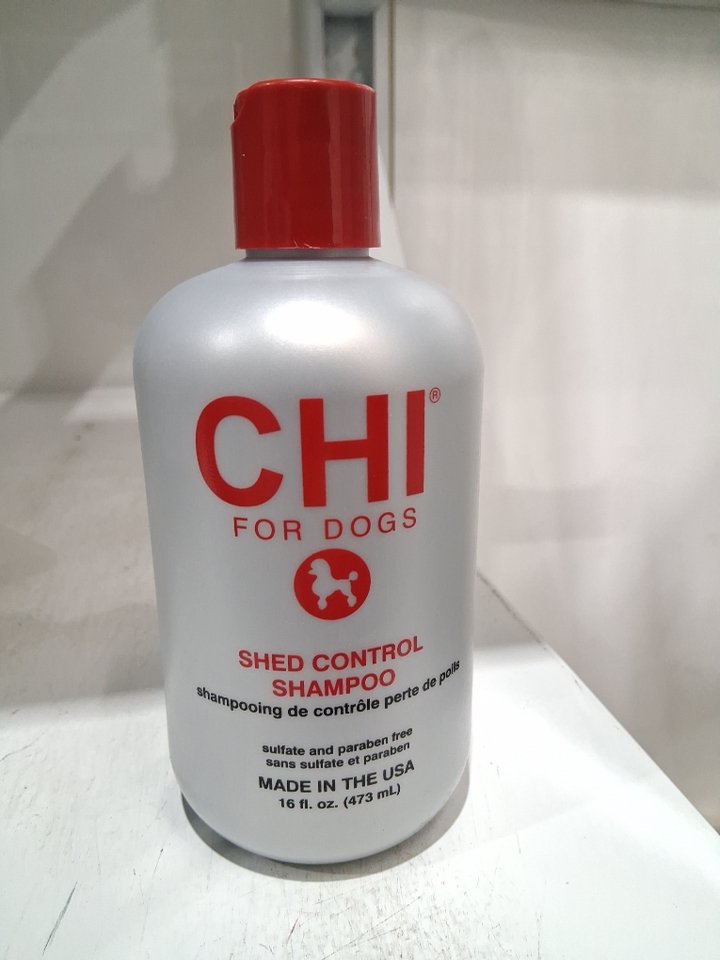 CHI®
FOR DOGS
SHED CONTROL
SHAMPOO
shampooing de contrôle perte de poils
sulfate and paraben free
sans sulfate et paraben
MADE IN THE USA
16 fl. oz. (473 mL)